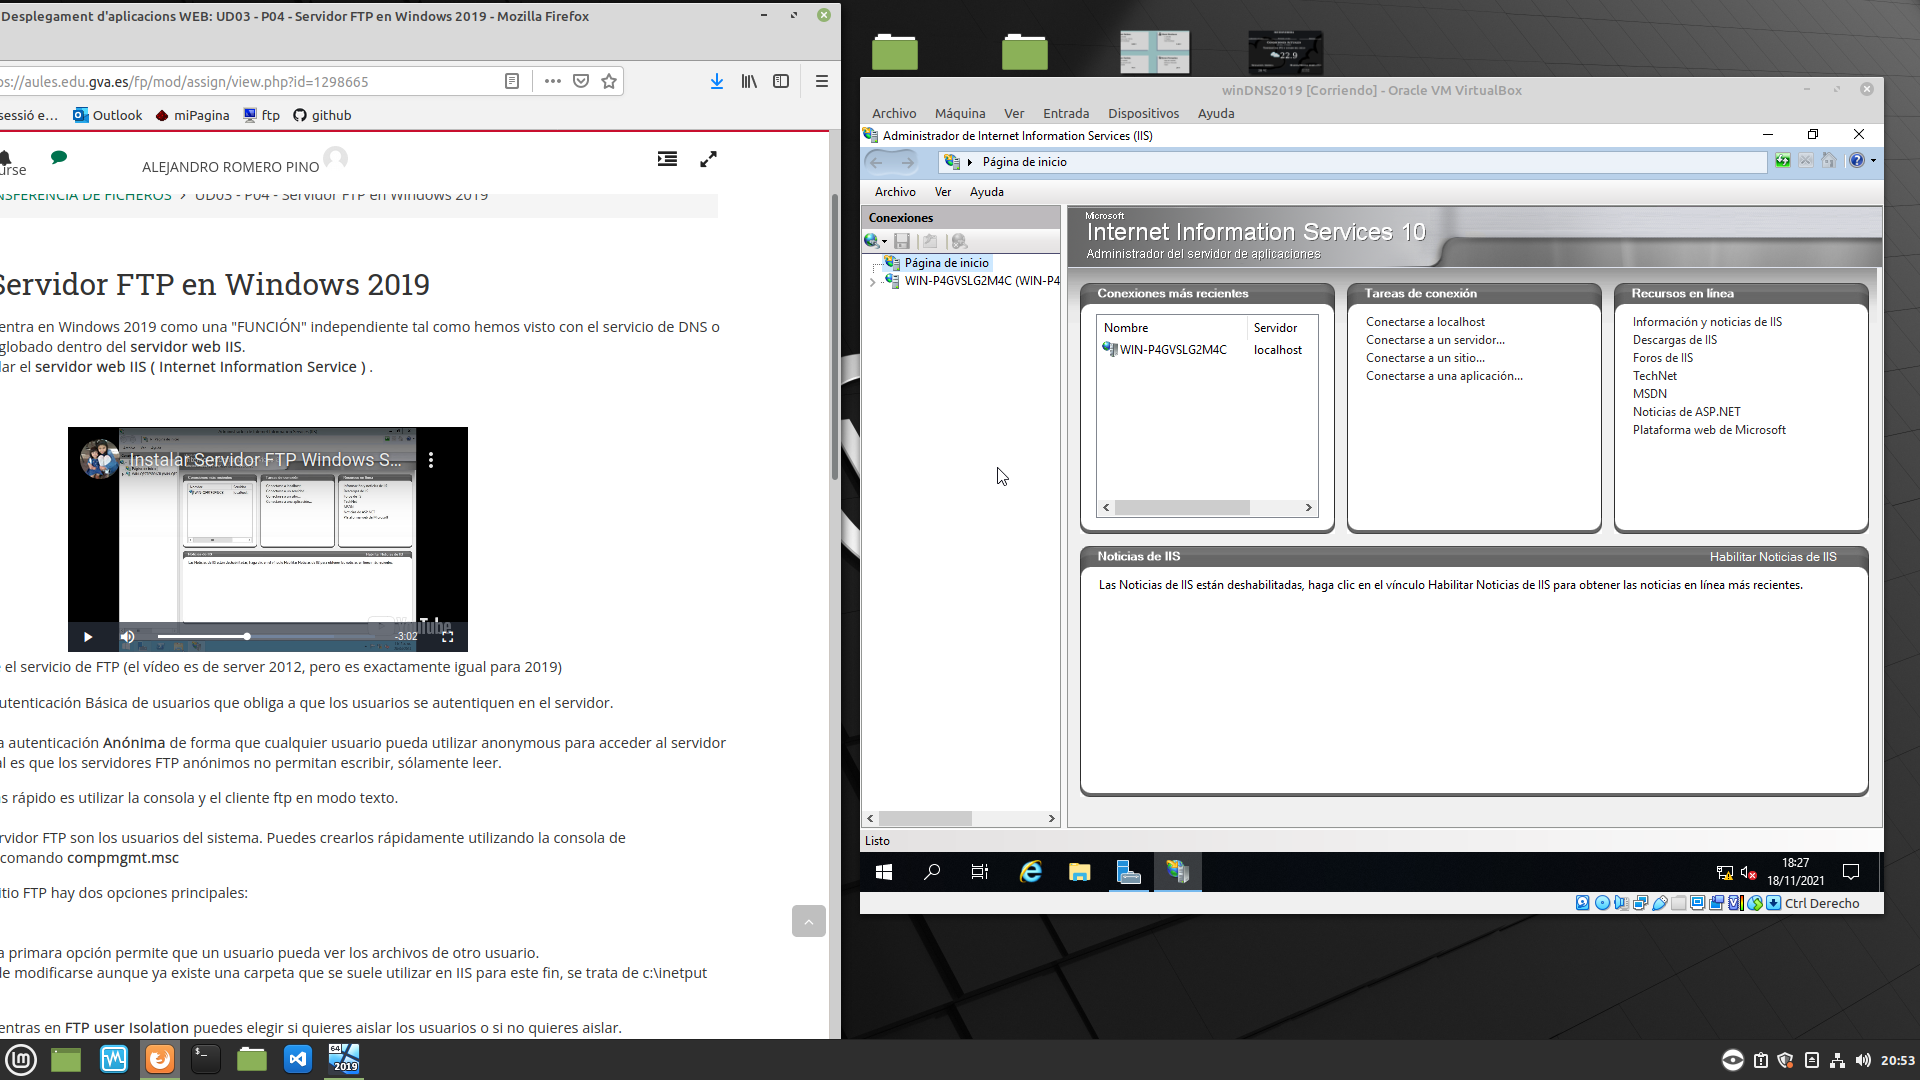 Desplegament d'aplicacions WEB: UD03 - P04 - Servidor FTP en Windows 2019 - Mozilla Firefox
os://aules.edu.gva.es/fp/mod/assign/view.php?id=1298665
sessió e... Outlook miPagina ftp github
urse
ALEJANDRO ROMERO PINO
NSFERENCIA DE FICHEROS > UD03 - P04 - Servidor FTP en Windows 2019
Servidor FTP en Windows 2019
entra en Windows 2019 como una "FUNCIÓN" independiente tal como hemos visto con el servicio de DNS o
globado dentro del servidor web IIS.
lar el servidor web IIS ( Internet Information Service ) .
Instalar Servidor FTP Windows S...
-3:02
e el servicio de FTP (el vídeo es de server 2012, pero es exactamente igual para 2019)
utenticación Básica de usuarios que obliga a que los usuarios se autentiquen en el servidor.
a autenticación Anónima de forma que cualquier usuario pueda utilizar anonymous para acceder al servidor
al es que los servidores FTP anónimos no permitan escribir, sólamente leer.
ás rápido es utilizar la consola y el cliente ftp en modo texto.
rvidor FTP son los usuarios del sistema. Puedes crearlos rápidamente utilizando la consola de
comando compmgmt.msc
itio FTP hay dos opciones principales:
a primara opción permite que un usuario pueda ver los archivos de otro usuario.
de modificarse aunque ya existe una carpeta que se suele utilizar en IIS para este fin, se trata de c:\inetput
entras en FTP user Isolation puedes elegir si quieres aislar los usuarios o si no quieres aislar.
22.9
winDNS2019 [Corriendo] - Oracle VM VirtualBox
Archivo Máquina Ver Entrada Dispositivos Ayuda
Administrador de Internet Information Services (IIS)
Página de inicio
Archivo Ver Ayuda
Conexiones
Página de inicio
WIN-P4GVSLG2M4C (WIN-P4
Microsoft
Internet Information Services 10
Administrador del servidor de aplicaciones
Conexiones más recientes
Nombre Servidor
WIN-P4GVSLG2M4C localhost
Tareas de conexión
Conectarse a localhost
Conectarse a un servidor...
Conectarse a un sitio...
Conectarse a una aplicación...
Recursos en línea
Información y noticias de IIS
Descargas de IIS
Foros de IIS
TechNet
MSDN
Noticias de ASP.NET
Plataforma web de Microsoft
Noticias de IIS Habilitar Noticias de IIS
Las Noticias de IIS están deshabilitadas, haga clic en el vínculo Habilitar Noticias de IIS para obtener las noticias en línea más recientes.
Listo
18:27
18/11/2021
Ctrl Derecho
64
2019
20:53